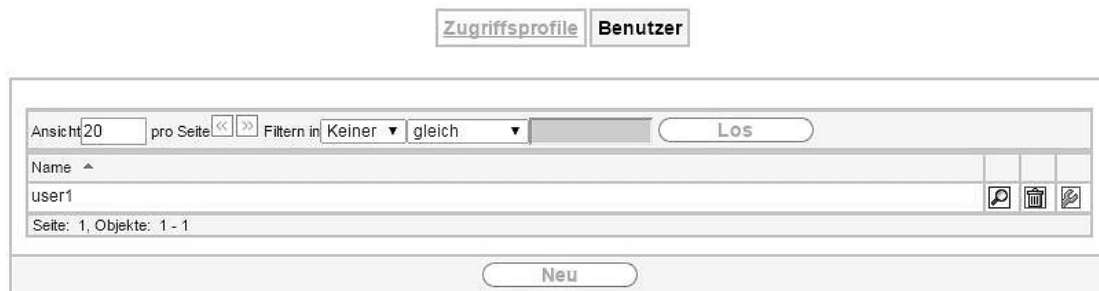 Zugriffsprofile Benutzer
Ansicht 20 pro Seite << >> Filtern in Keiner gleich Los
Name
user1
Seite: 1, Objekte: 1 - 1
Neu